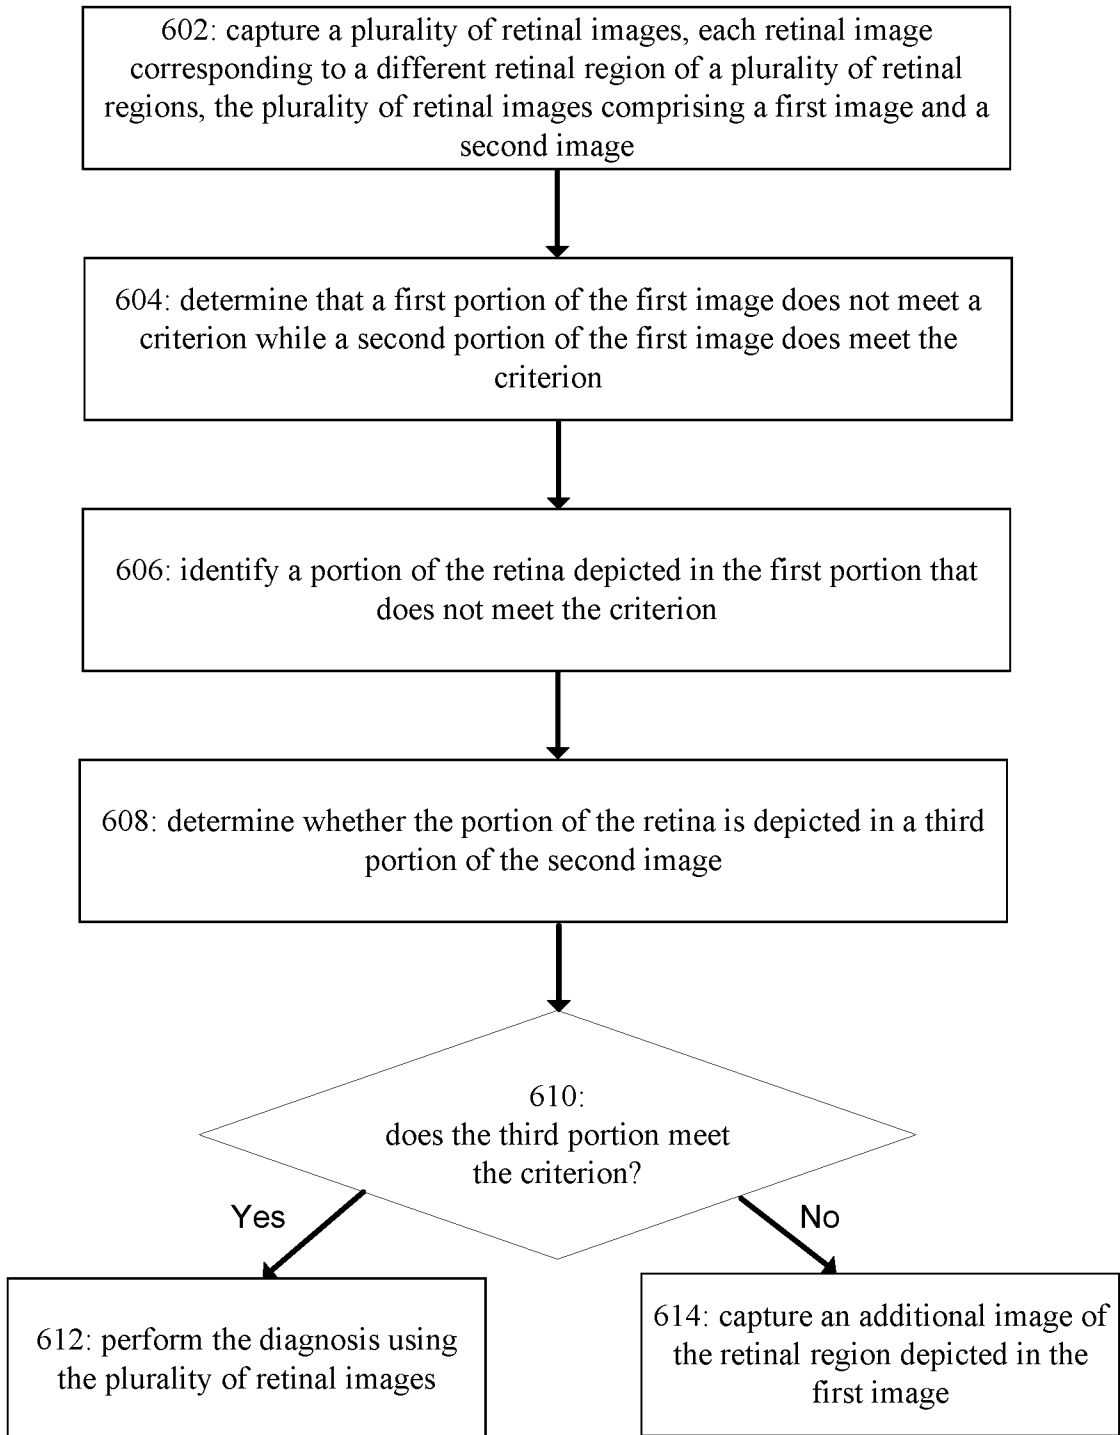 602: capture a plurality of retinal images, each retinal image
corresponding to a different retinal region of a plurality of retinal
regions, the plurality of retinal images comprising a first image and a
second image
604: determine that a first portion of the first image does not meet a
criterion while a second portion of the first image does meet the
criterion
606: identify a portion of the retina depicted in the first portion that
does not meet the criterion
608: determine whether the portion of the retina is depicted in a third
portion of the second image
610:
does the third portion meet
the criterion?
Yes
No
612: perform the diagnosis using
the plurality of retinal images
614: capture an additional image of
the retinal region depicted in the
first image